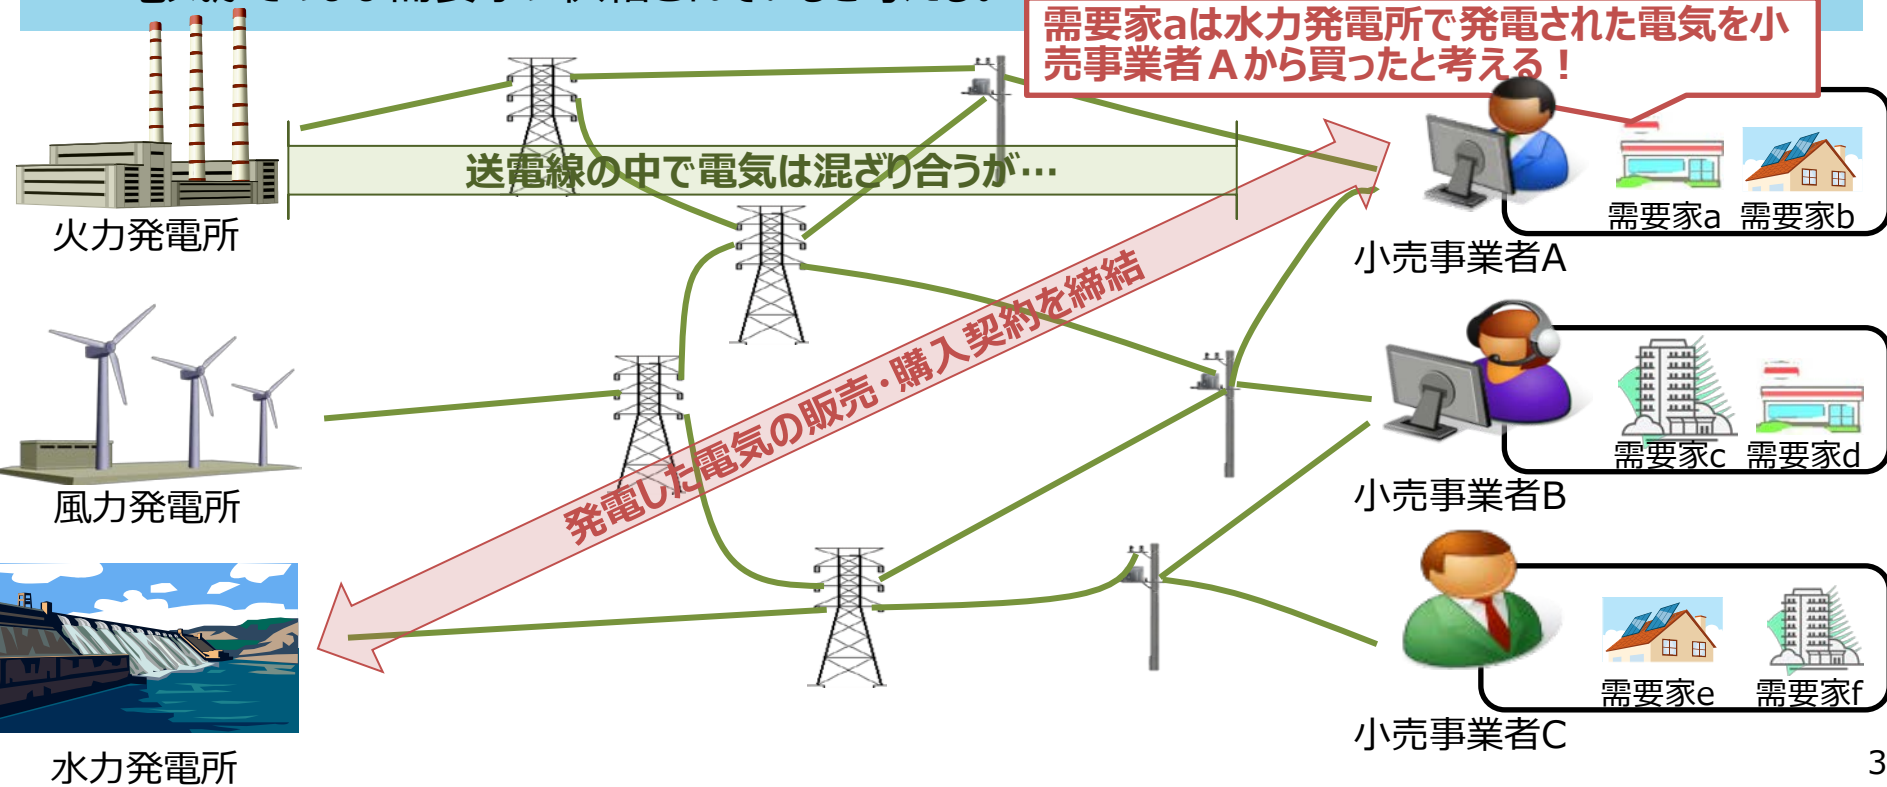 需要家aは水力発電所で発電された電気を小
売事業者Aから買ったと考える！
送電線の中で電気は混ざり合うが…
火力発電所
需要家a
需要家b
小売事業者A
発電した電気の販売・購入契約を締結
風力発電所
需要家c
需要家d
小売事業者B
水力発電所
需要家e
需要家f
小売事業者C
3